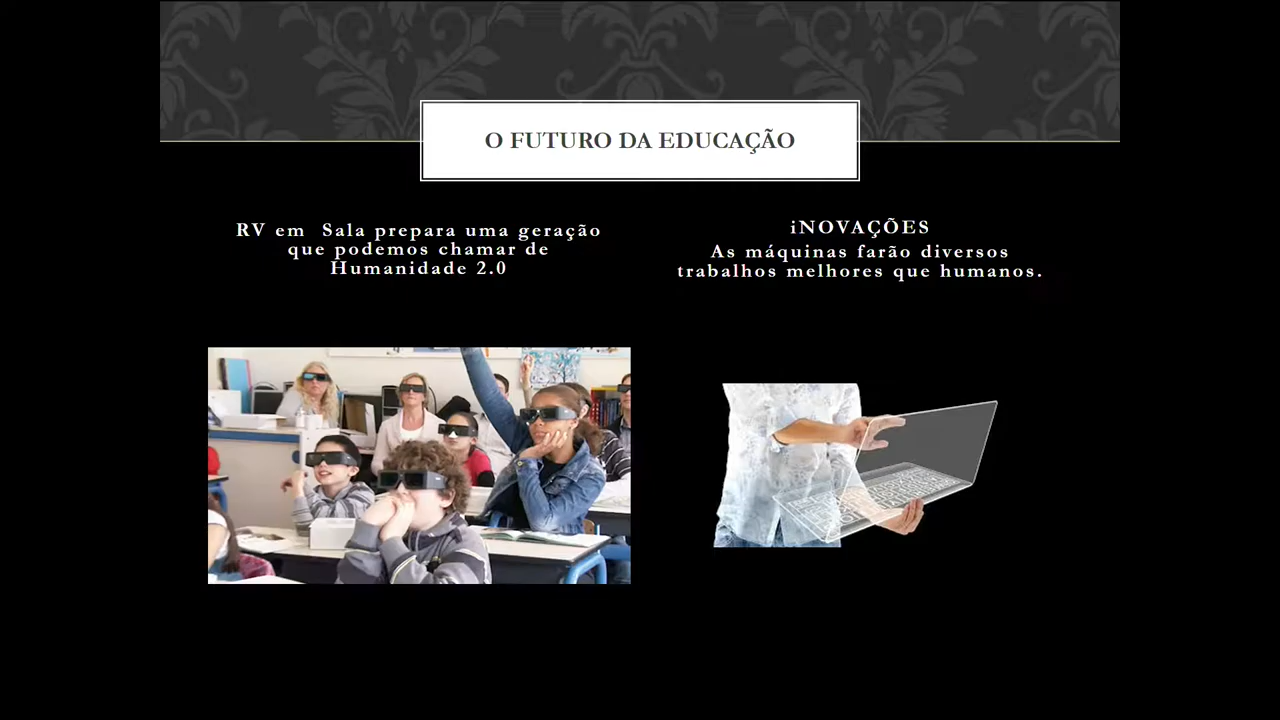 O FUTURO DA EDUCAÇÃO
RV em Sala prepara uma geração
que podemos chamar de
Humanidade 2.0
iNOVAÇÕES
As máquinas farão diversos
trabalhos melhores que humanos.